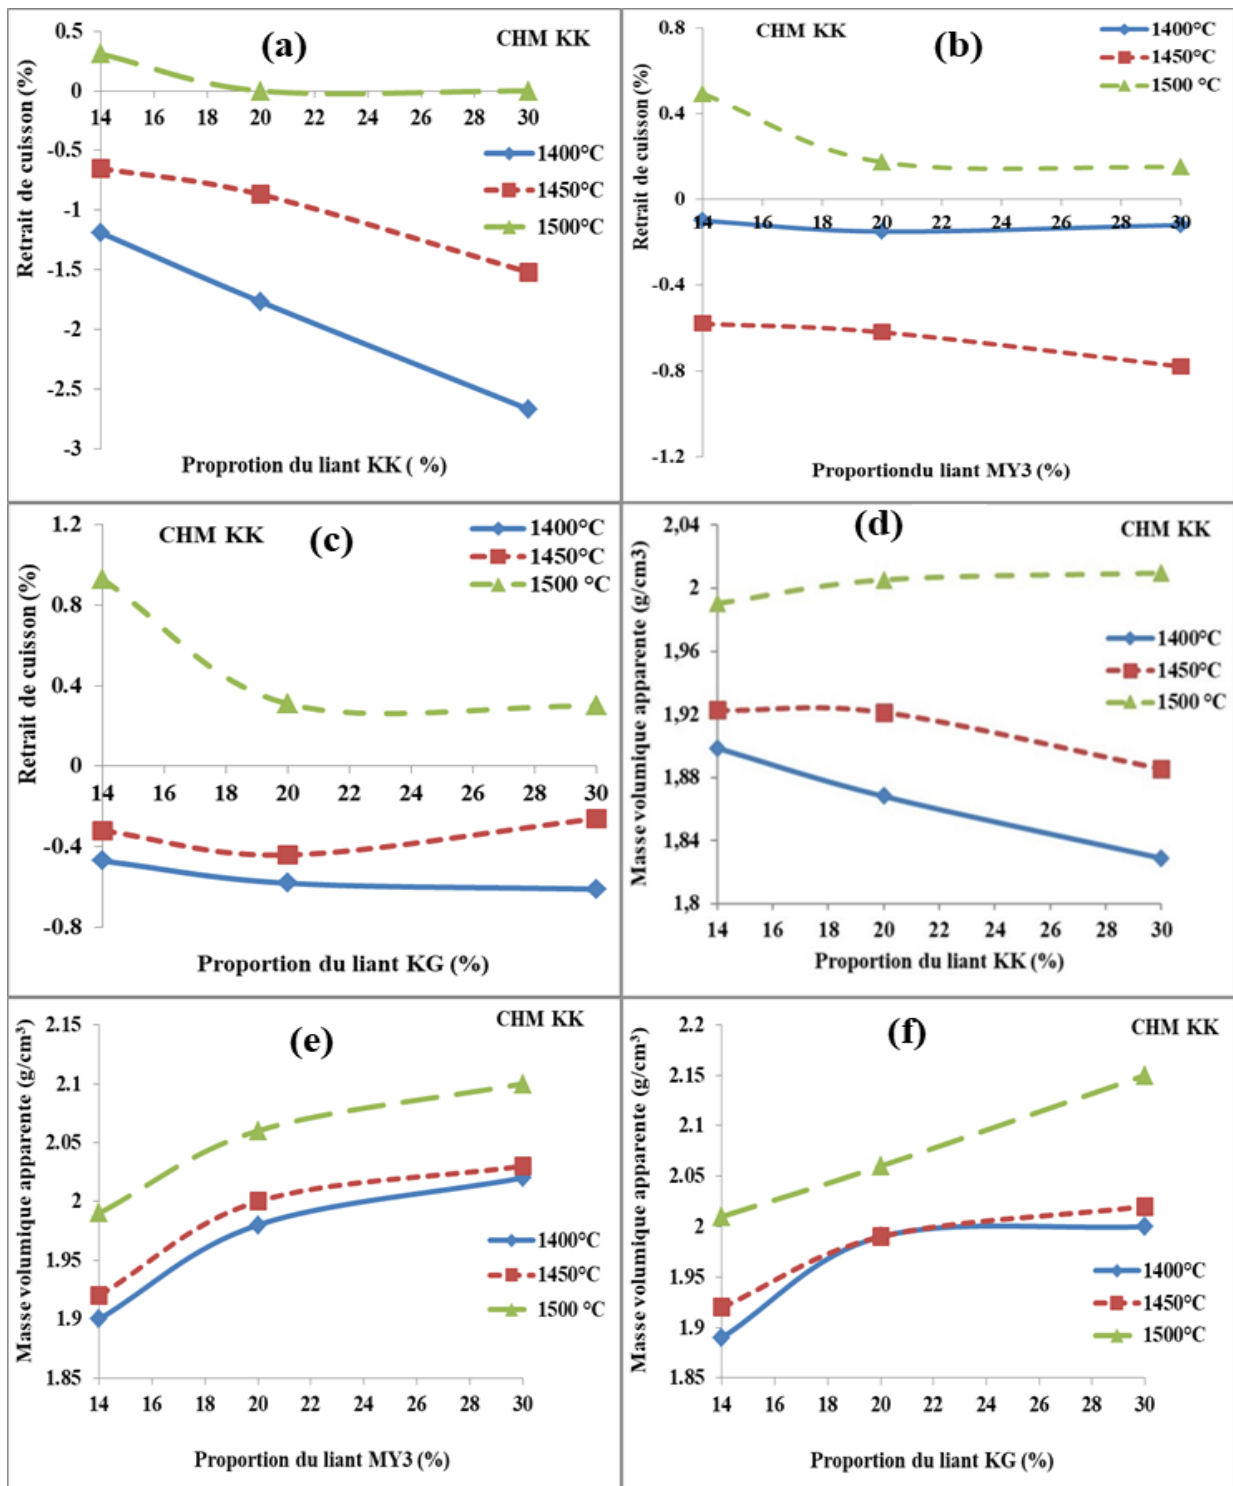 (a)
CHM KK
Retrait de cuisson (%)
0.5
0
-0.5
-1
-1.5
-2
-2.5
-3
14 16 18 20 22 24 26 28 30
1400°C
1450°C
1500°C
Proprotion du liant KK ( %)
(b)
CHM KK
Retrait de cuisson (%)
0.8
0.4
0
-0.4
-0.8
-1.2
14 16 18 20 22 24 26 28 30
1400°C
1450°C
1500 °C
Proportiondu liant MY3 (%)
(c)
CHM KK
Retrait de cuisson (%)
1.2
0.8
0.4
0
-0.4
-0.8
14 16 18 20 22 24 26 28 30
1400°C
1450°C
1500 °C
Proportion du liant KG (%)
(d)
CHM KK
Masse volumique apparente (g/cm3)
2,04
2
1,96
1,92
1,88
1,84
1,8
14 16 18 20 22 24 26 28 30
1400°C
1450°C
1500 °C
Proportion du liant KK (%)
(e)
CHM KK
Masse volumique apparente (g/cm³)
2.15
2.1
2.05
2
1.95
1.9
1.85
14 16 18 20 22 24 26 28 30
1400°C
1450°C
1500 °C
Proportion du liant MY3 (%)
(f)
CHM KK
Masse volumique apparente (g/cm³)
2.2
2.15
2.1
2.05
2
1.95
1.9
1.85
14 16 18 20 22 24 26 28 30
1400°C
1450°C
1500°C
Proportion du liant KG (%)